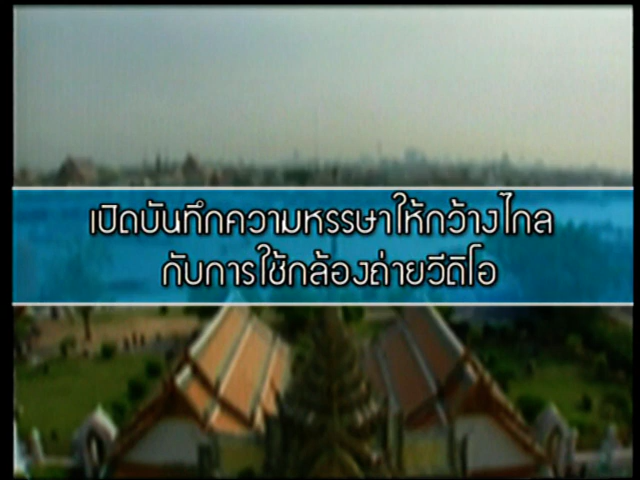 เปิดบันทึกความหรรษาให้กว้างไกล
กับการใช้กล้องถ่ายวีดิโอ